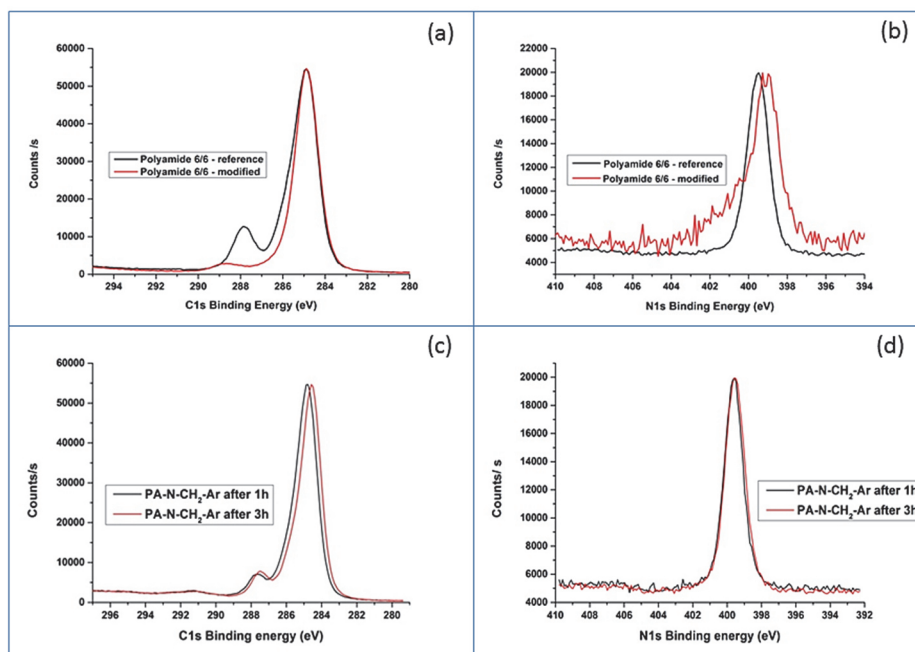 (a)
60000
50000
40000
30000
20000
10000
0
Counts /s
Polyamide 6/6 - reference
Polyamide 6/6 - modified
294 292 290 288 286 284 282 280
C1s Binding Energy (eV)
(b)
20000
18000
16000
14000
12000
10000
8000
6000
4000
Counts /s
Polyamide 6/6 - reference
Polyamide 6/6 - modified
410 408 406 404 402 400 398 396 394
N1s Binding Energy (eV)
(c)
60000
50000
40000
30000
20000
10000
0
Counts/ s
PA-N-CH₂-Ar after 1h
PA-N-CH₂-Ar after 3h
296 294 292 290 288 286 284 282 280
C1s Binding energy (eV)
(d)
20000
18000
16000
14000
12000
10000
8000
6000
4000
Counts/ s
PA-N-CH₂-Ar after 1h
PA-N-CH₂-Ar after 3h
410 408 406 404 402 400 398 396 394 392
N1s Binding energy (eV)